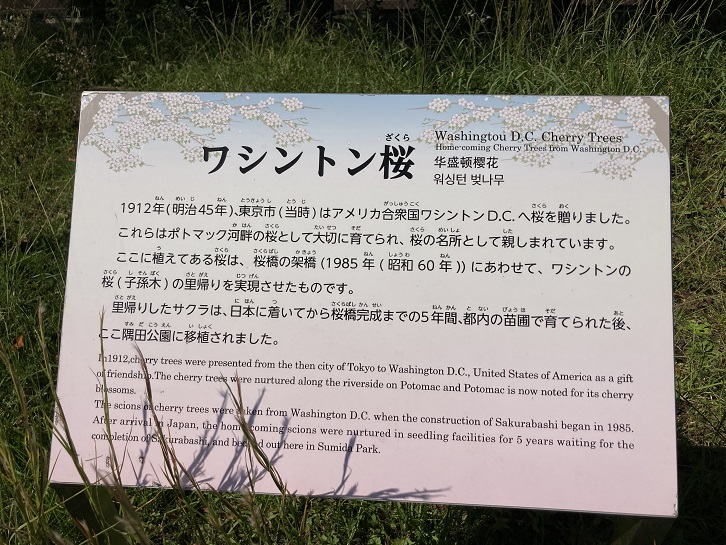 ワシントン桜
ざくら
Washingtou D.C. Cherry Trees
Home-coming Cherry Trees from Washington D.C.
华盛顿樱花
워싱턴 벚나무
1912年(明治45年)、東京市(当時)はアメリカ合衆国ワシントンD.C.へ桜を贈りました。
これらはポトマック河畔の桜として大切に育てられ、桜の名所として親しまれています。
ここに植えてある桜は、桜橋の架橋(1985年(昭和60年))にあわせて、ワシントンの
桜(子孫木)の里帰りを実現させたものです。
里帰りしたサクラは、日本に着いてから桜橋完成までの5年間、都内の苗圃で育てられた後、
ここ隅田公園に移植されました。
In1912,cherry trees were presented from the then city of Tokyo to Washington D.C., United States of America as a gift
of friendship.The cherry trees were nurtured along the riverside on Potomac and Potomac is now noted for its cherry
blossoms.
The scions of cherry trees were taken from Washington D.C. when the construction of Sakurabashi began in 1985.
After arrival in Japan, the home-coming scions were nurtured in seedling facilities for 5 years waiting for the
completion of Sakurabashi, and bedded out here in Sumida Park.